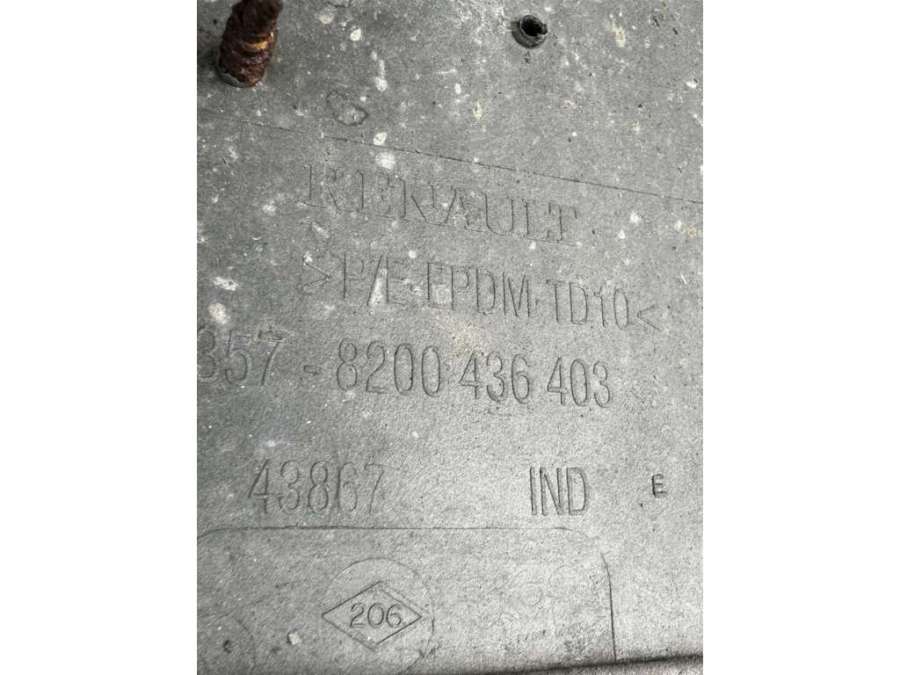 RENAULT
>P/E-EPDM-TD10<
357 - 8200 436 403
43867 IND E
206